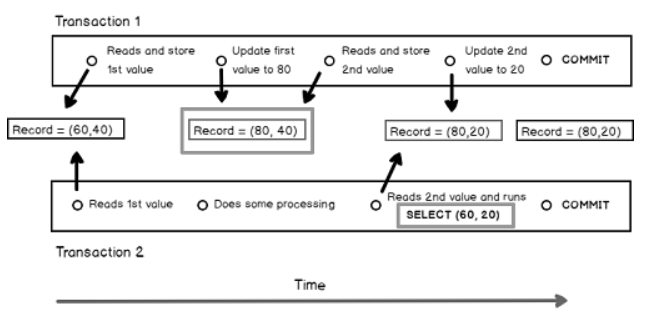 Transaction 1
Reads and store
1st value
Update first
value to 80
Reads and store
2nd value
Update 2nd
value to 20
COMMIT
Record = (60,40)
Record = (80, 40)
Record = (80,20)
Record = (80,20)
Reads 1st value
Does some processing
Reads 2nd value and runs
SELECT (60, 20)
COMMIT
Transaction 2
Time